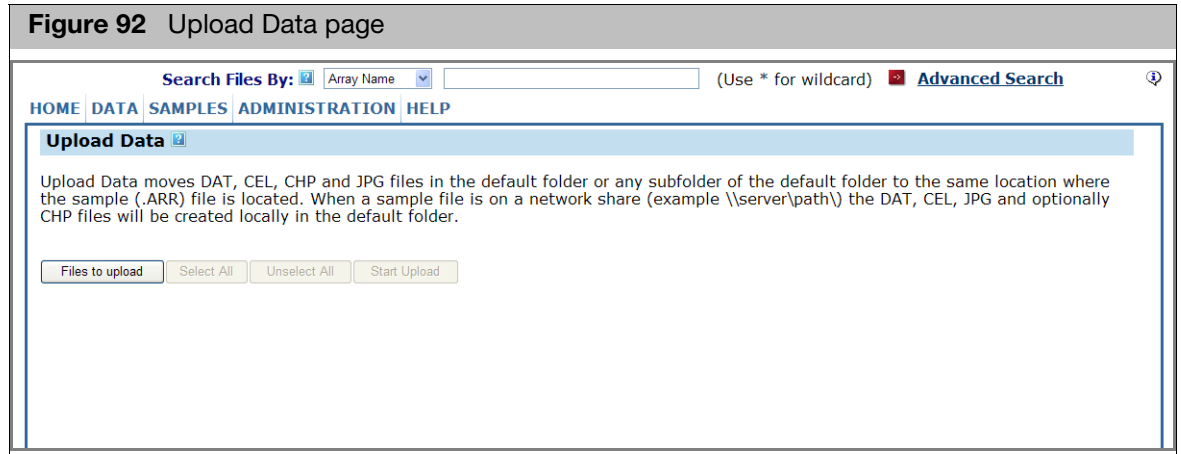 Figure 92 Upload Data page
Search Files By: ? Array Name (Use * for wildcard) Advanced Search
HOME DATA SAMPLES ADMINISTRATION HELP
Upload Data ?
Upload Data moves DAT, CEL, CHP and JPG files in the default folder or any subfolder of the default folder to the same location where
the sample (.ARR) file is located. When a sample file is on a network share (example \\server\path\) the DAT, CEL, JPG and optionally
CHP files will be created locally in the default folder.
Files to upload Select All Unselect All Start Upload